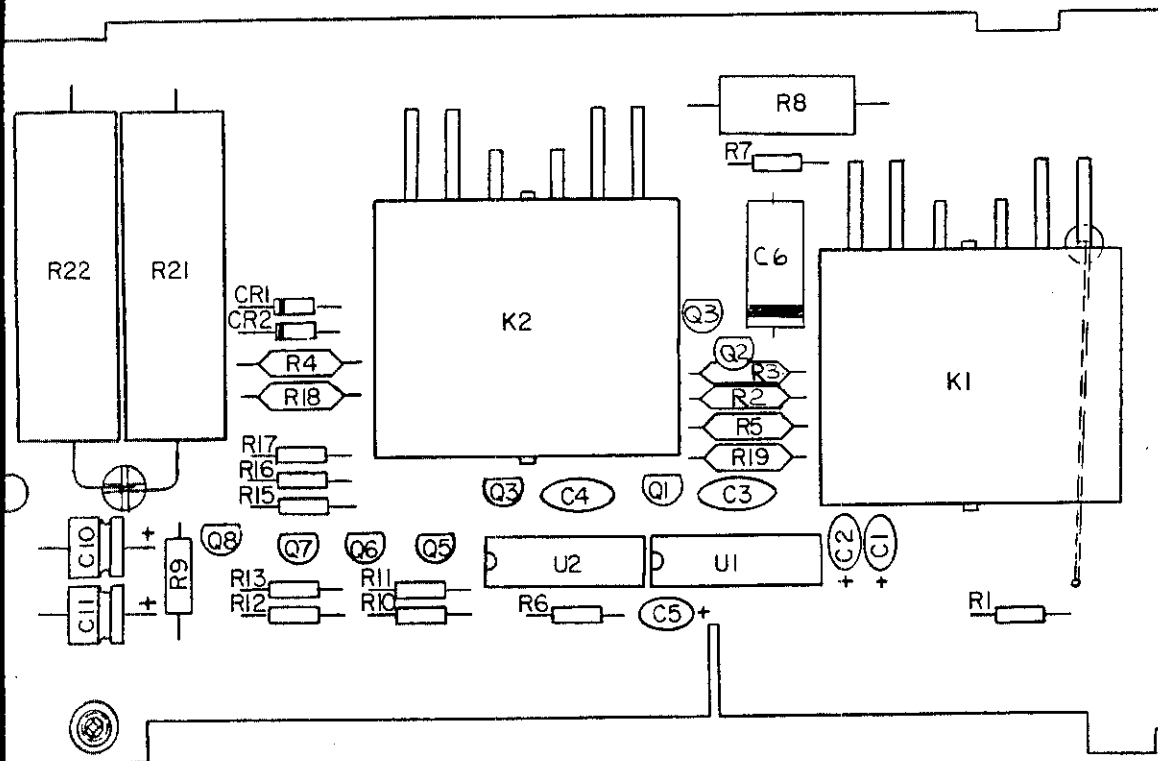 R8
R7
R22
R21
C6
CR1
K2
Q3
CR2
Q2
R4
R3
K1
R18
R2
R5
R17
R19
R16
Q3
C4
Q1
C3
R15
C10
+
Q8
Q7
Q6
Q5
U2
U1
C2
C1
R9
R13
R11
+
+
C11
+
R12
R10
R6
C5
+
R1